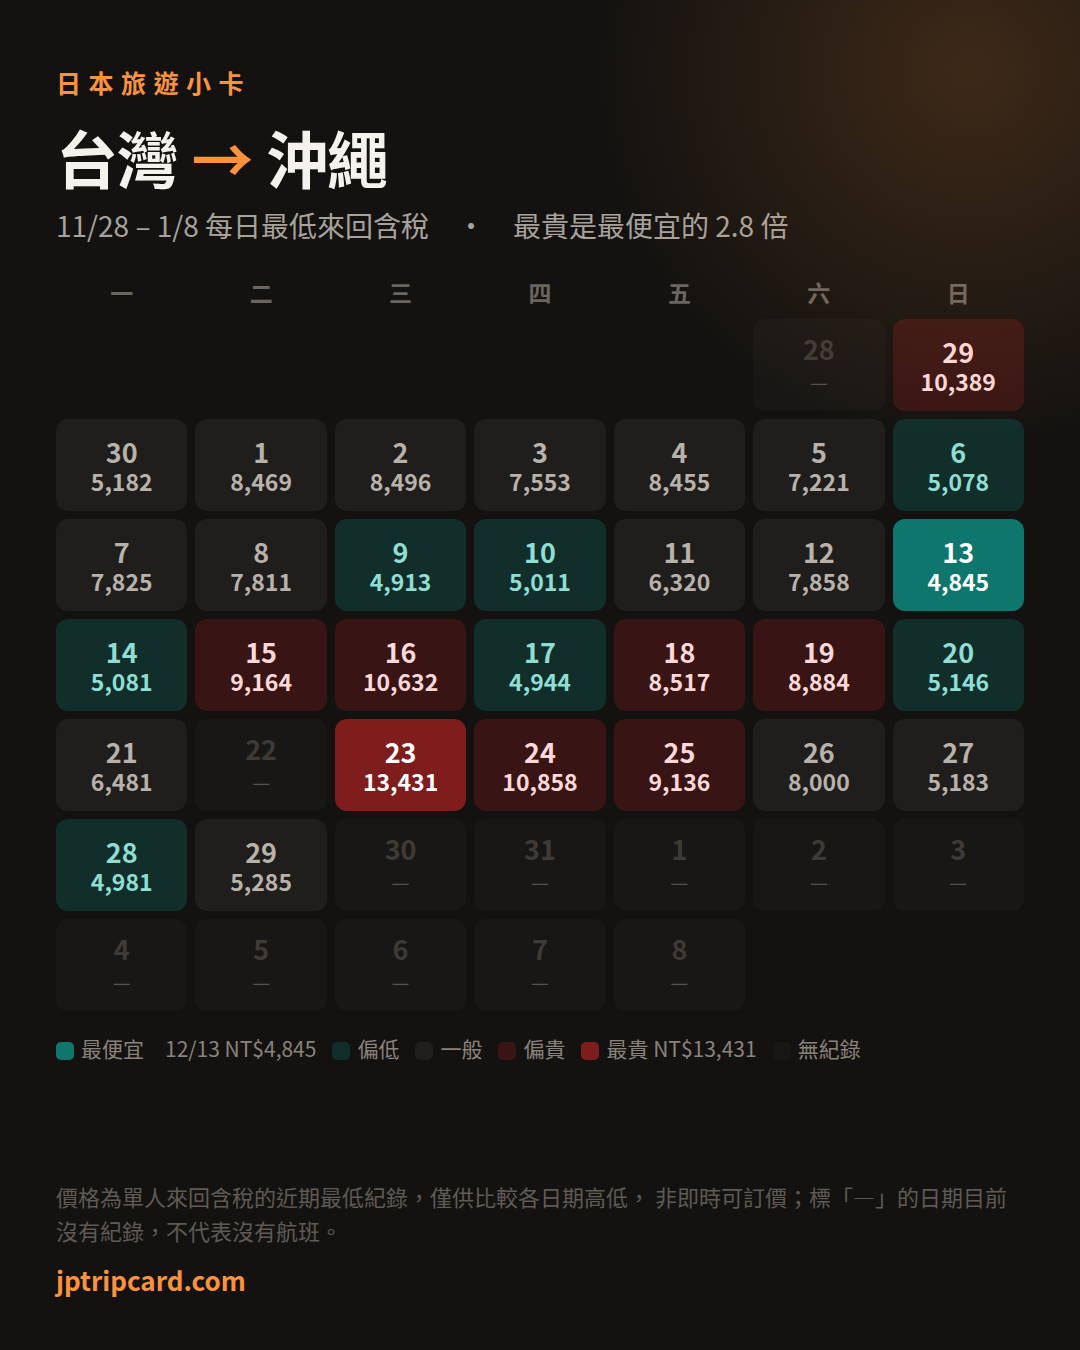 日本旅遊小卡
台灣 → 沖繩
11/28 – 1/8 每日最低來回含稅 ・ 最貴是最便宜的 2.8 倍
一 二 三 四 五 六 日
28 29
— 10,389
30 1 2 3 4 5 6
5,182 8,469 8,496 7,553 8,455 7,221 5,078
7 8 9 10 11 12 13
7,825 7,811 4,913 5,011 6,320 7,858 4,845
14 15 16 17 18 19 20
5,081 9,164 10,632 4,944 8,517 8,884 5,146
21 22 23 24 25 26 27
6,481 — 13,431 10,858 9,136 8,000 5,183
28 29 30 31 1 2 3
4,981 5,285 — — — — —
4 5 6 7 8
— — — — —
最便宜 12/13 NT$4,845 偏低 一般 偏貴 最貴 NT$13,431 無紀錄
價格為單人來回含稅的近期最低紀錄，僅供比較各日期高低， 非即時可訂價；標「—」的日期目前
沒有紀錄，不代表沒有航班。
jptripcard.com